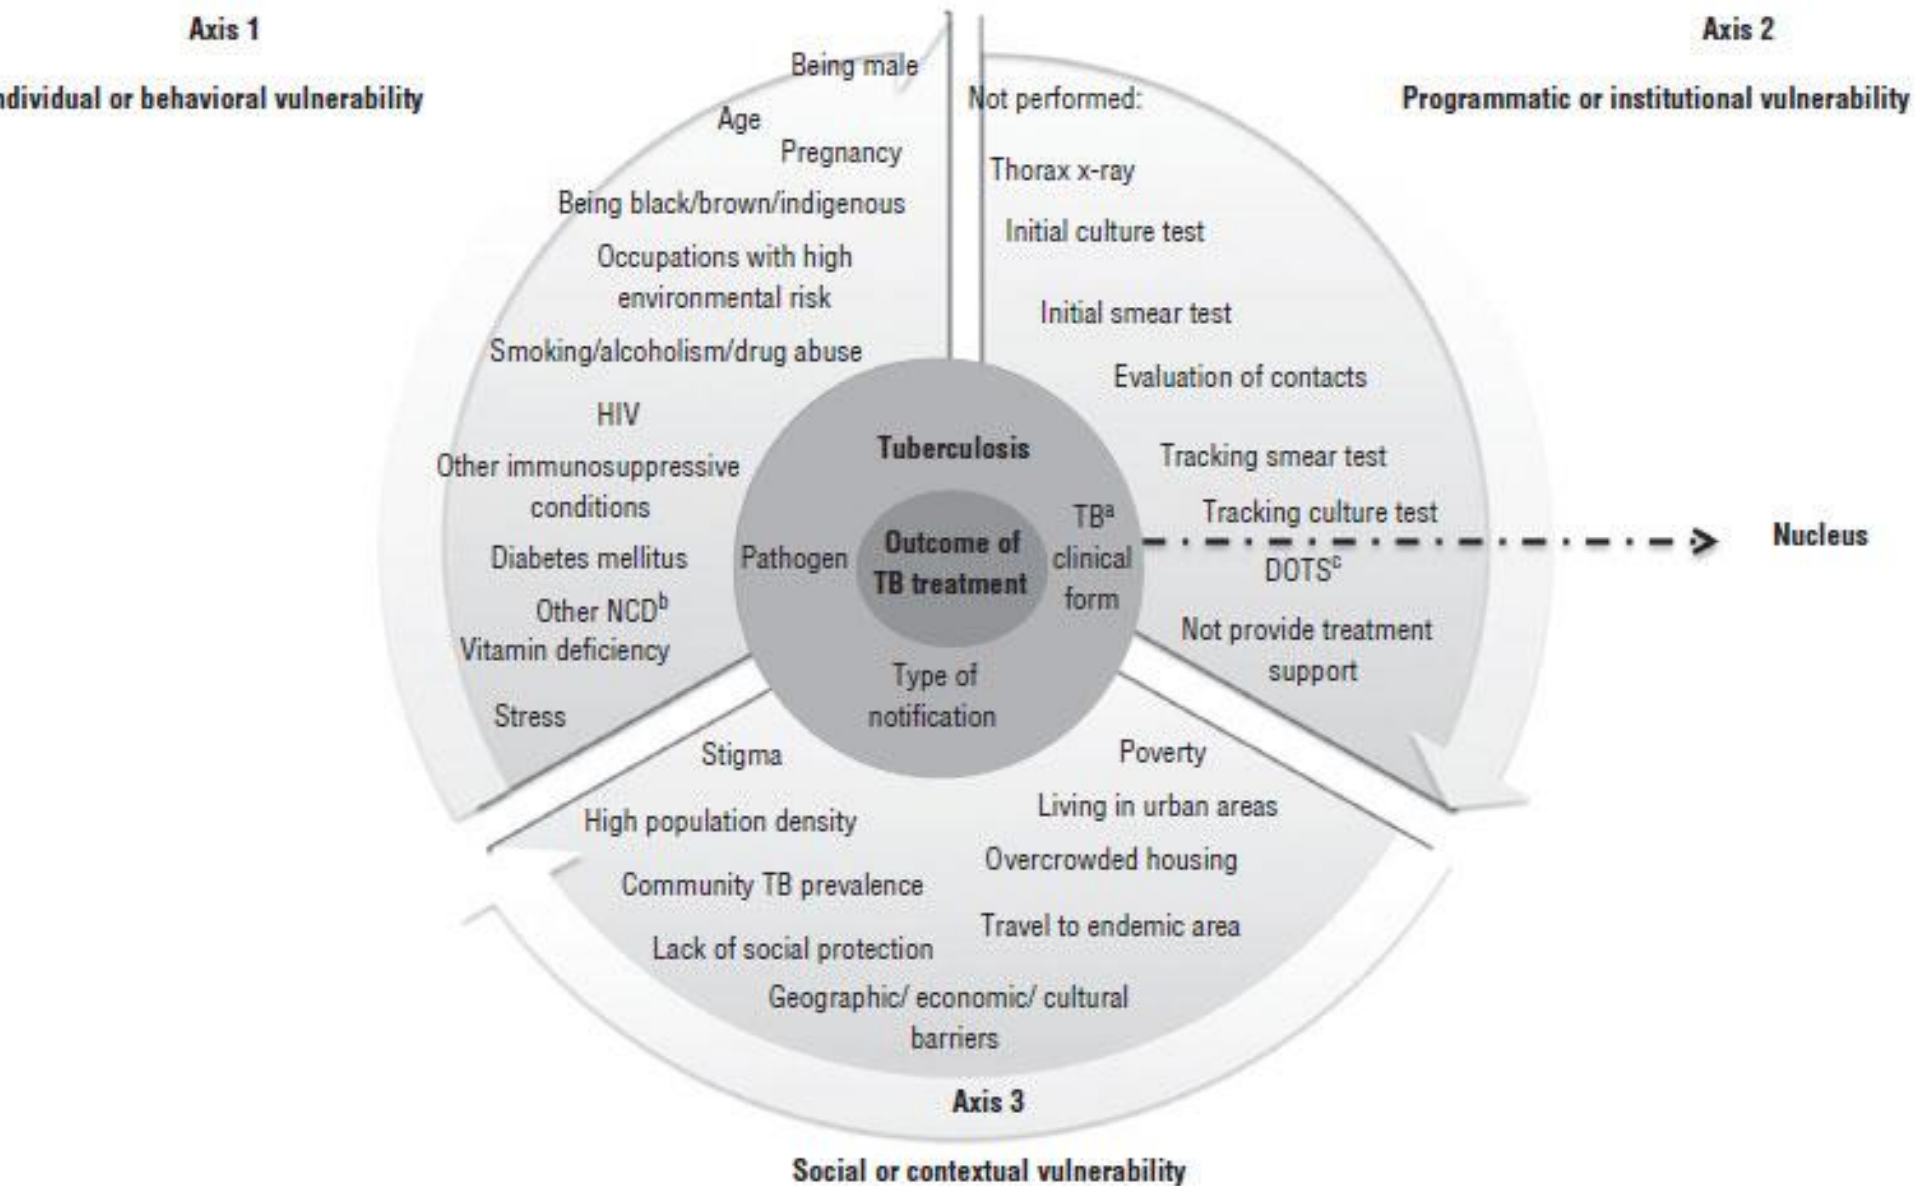 Axis 1
ndividual or behavioral vulnerability
Axis 2
Programmatic or institutional vulnerability
Being male
Age
Pregnancy
Being black/brown/indigenous
Occupations with high
environmental risk
Smoking/alcoholism/drug abuse
HIV
Other immunosuppressive
conditions
Diabetes mellitus
Other NCDᵇ
Vitamin deficiency
Stress
Not performed:
Thorax x-ray
Initial culture test
Initial smear test
Evaluation of contacts
Tracking smear test
Tracking culture test
DOTSᶜ
Not provide treatment
support
Nucleus
Tuberculosis
Pathogen
Outcome of
TB treatment
TBᵃ
clinical
form
Type of
notification
Stigma
High population density
Community TB prevalence
Lack of social protection
Poverty
Living in urban areas
Overcrowded housing
Travel to endemic area
Geographic/ economic/ cultural
barriers
Axis 3
Social or contextual vulnerability